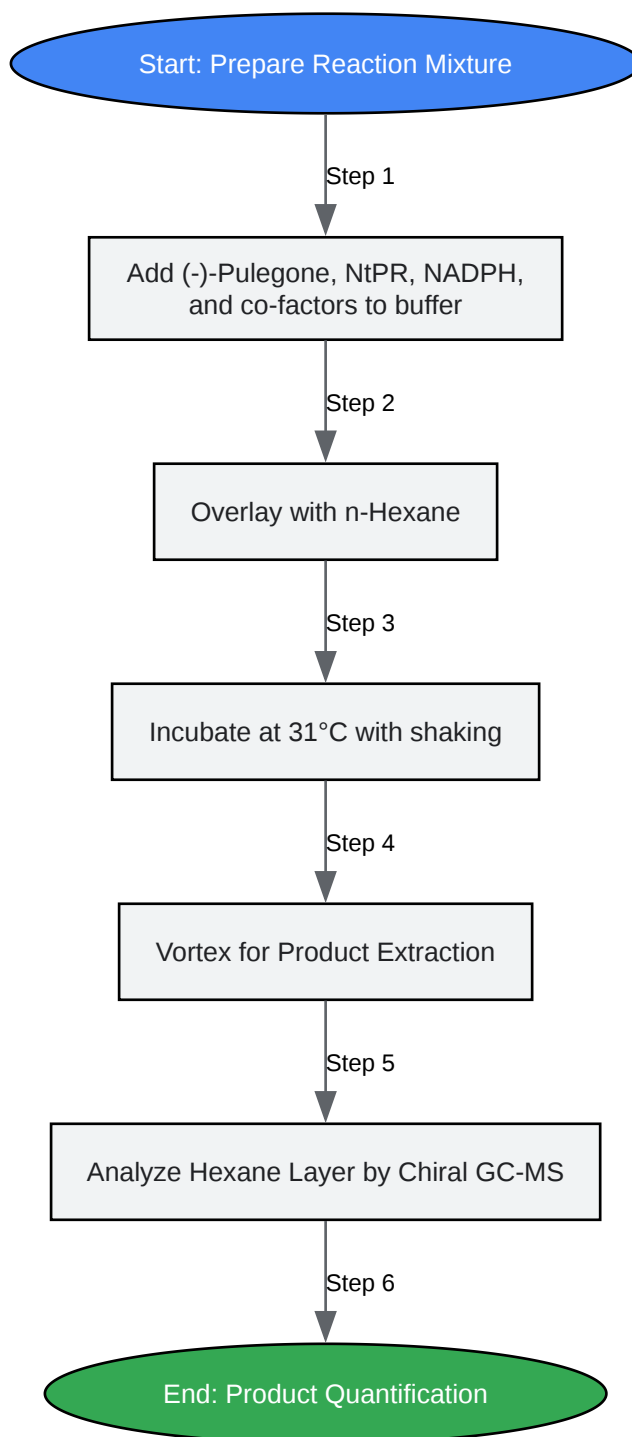 Start: Prepare Reaction Mixture
Step 1
Add (-)-Pulegone, NtPR, NADPH,
and co-factors to buffer
Step 2
Overlay with n-Hexane
Step 3
Incubate at 31°C with shaking
Step 4
Vortex for Product Extraction
Step 5
Analyze Hexane Layer by Chiral GC-MS
Step 6
End: Product Quantification